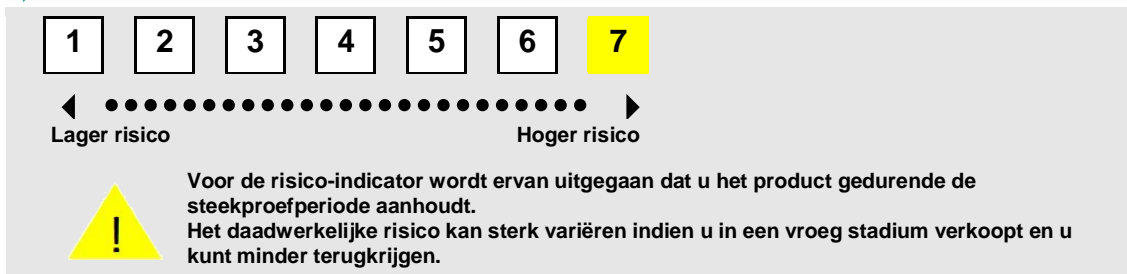 1 2 3 4 5 6 7
Lager risico Hoger risico
Voor de risico-indicator wordt ervan uitgegaan dat u het product gedurende de
steekproefperiode aanhoudt.
Het daadwerkelijke risico kan sterk variëren indien u in een vroeg stadium verkoopt en u
kunt minder terugkrijgen.
!